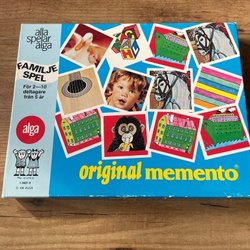 alla
spelar
alga
FAMILJE
SPEL
För 2—10
deltagare
från 5 år
alga
original memento®